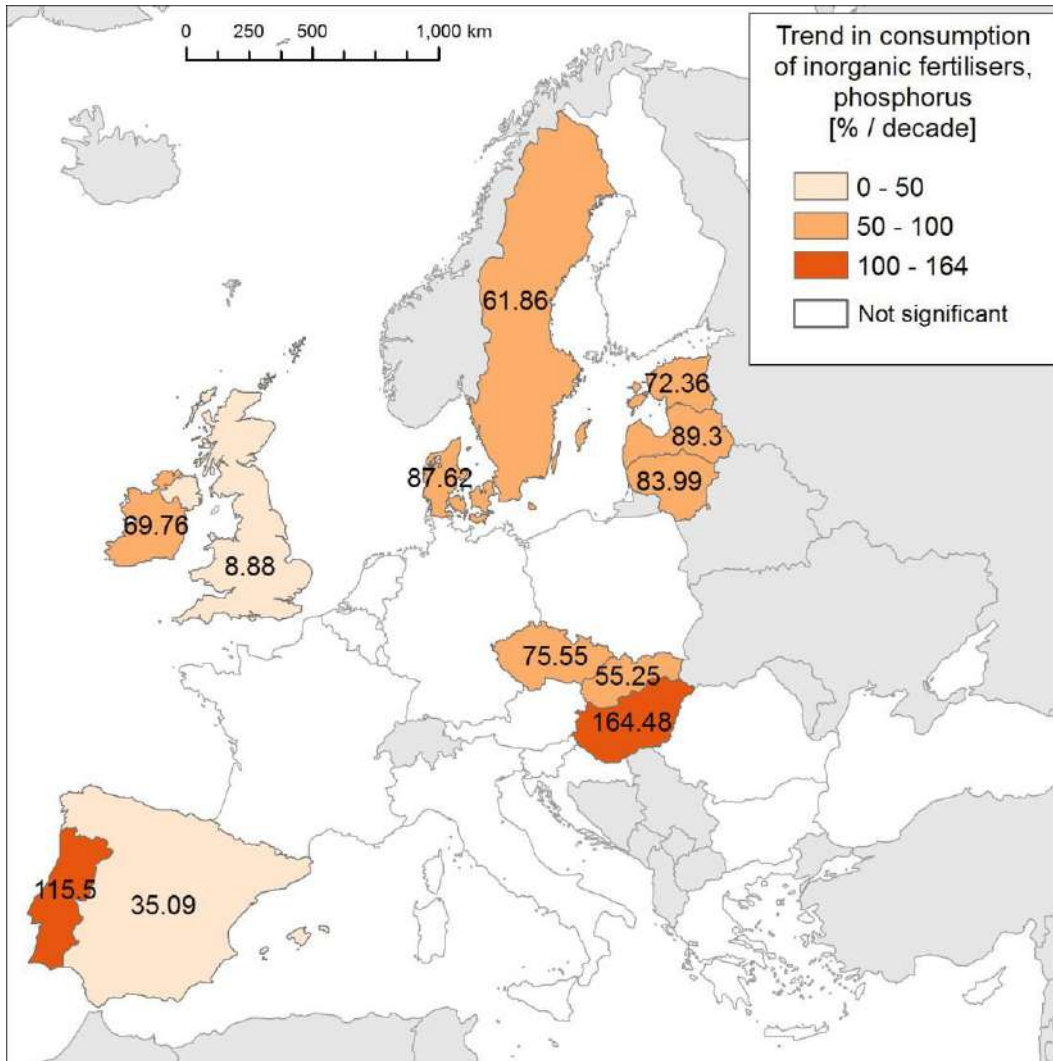 0 250 500 1,000 km
Trend in consumption
of inorganic fertilisers,
phosphorus
[% / decade]
0 - 50
50 - 100
100 - 164
Not significant
61.86
72.36
89.3
87.62
83.99
69.76
8.88
75.55
55.25
164.48
115.5
35.09